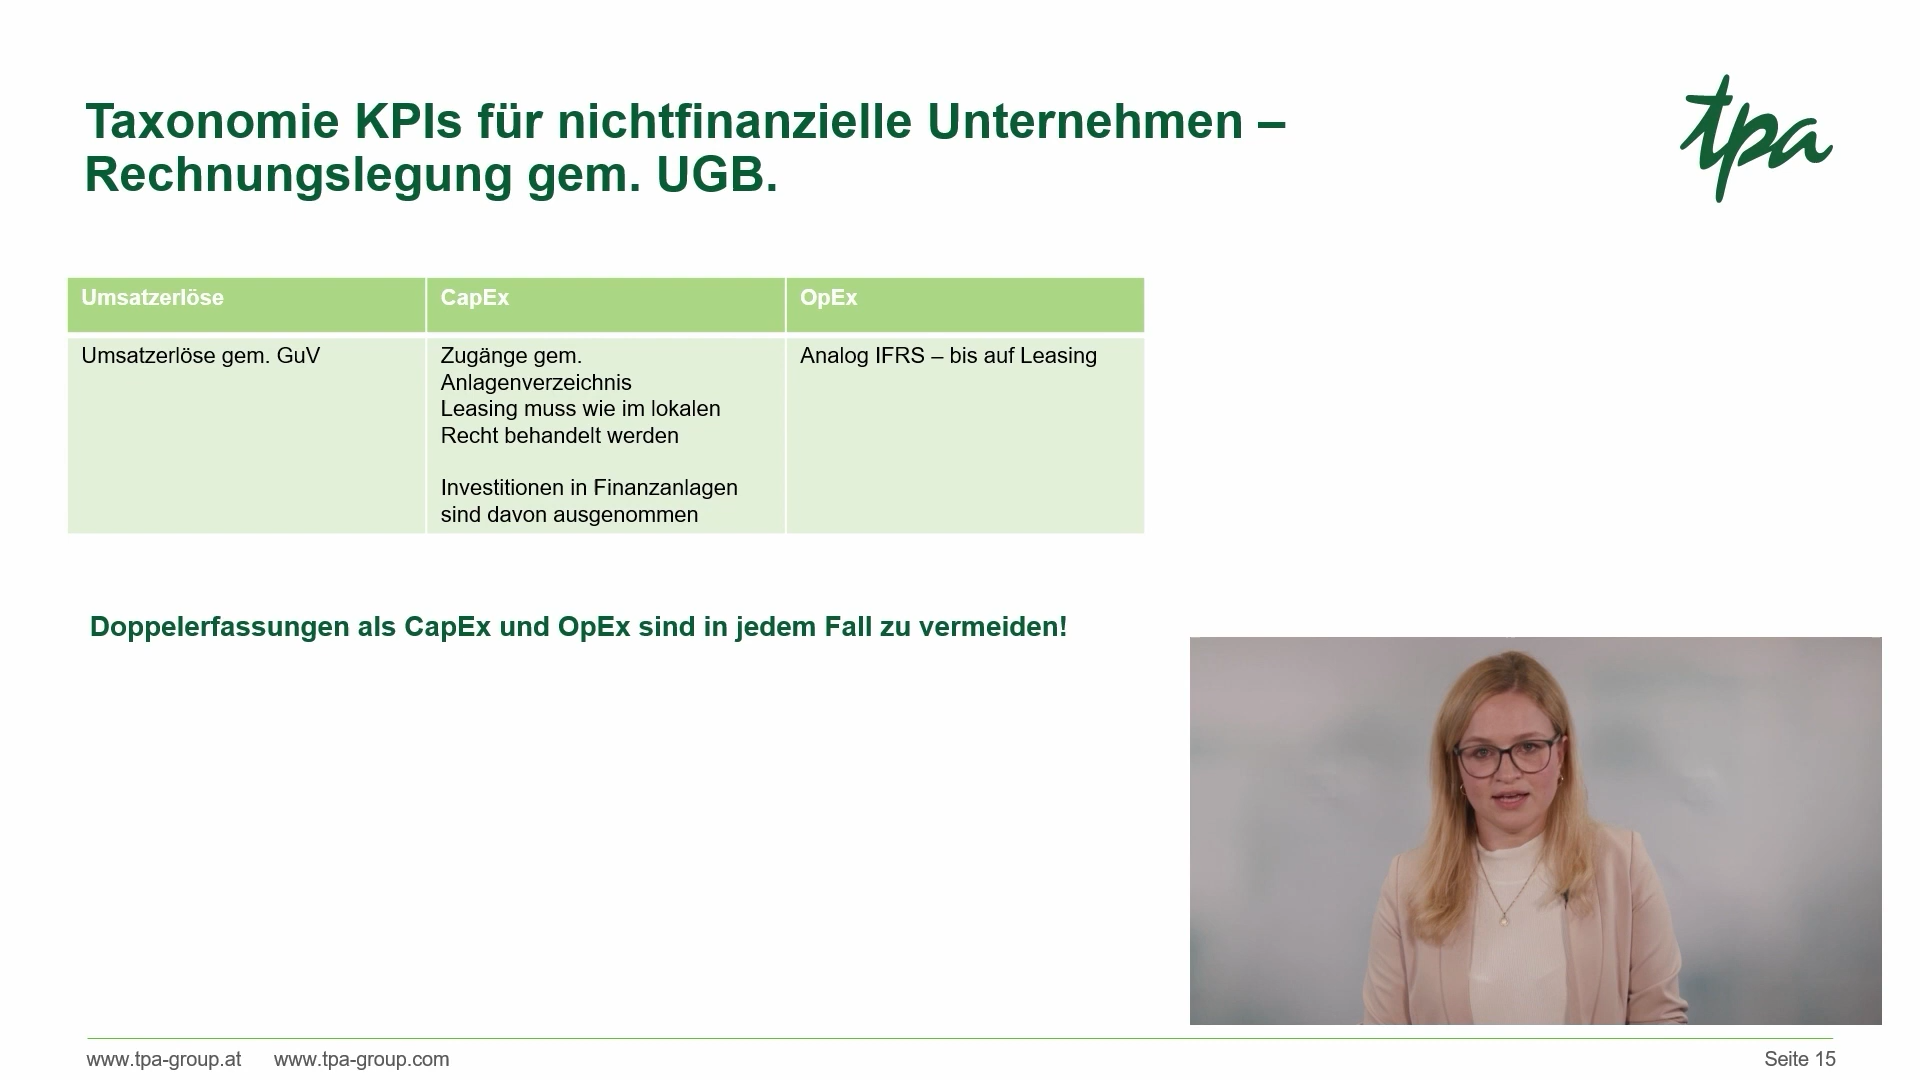 Taxonomie KPIs für nichtfinanzielle Unternehmen –
Rechnungslegung gem. UGB.
tpa
Umsatzerlöse
CapEx
OpEx
Umsatzerlöse gem. GuV
Zugänge gem.
Anlagenverzeichnis
Leasing muss wie im lokalen
Recht behandelt werden
Investitionen in Finanzanlagen
sind davon ausgenommen
Analog IFRS – bis auf Leasing
Doppelerfassungen als CapEx und OpEx sind in jedem Fall zu vermeiden!
www.tpa-group.at www.tpa-group.com
Seite 15